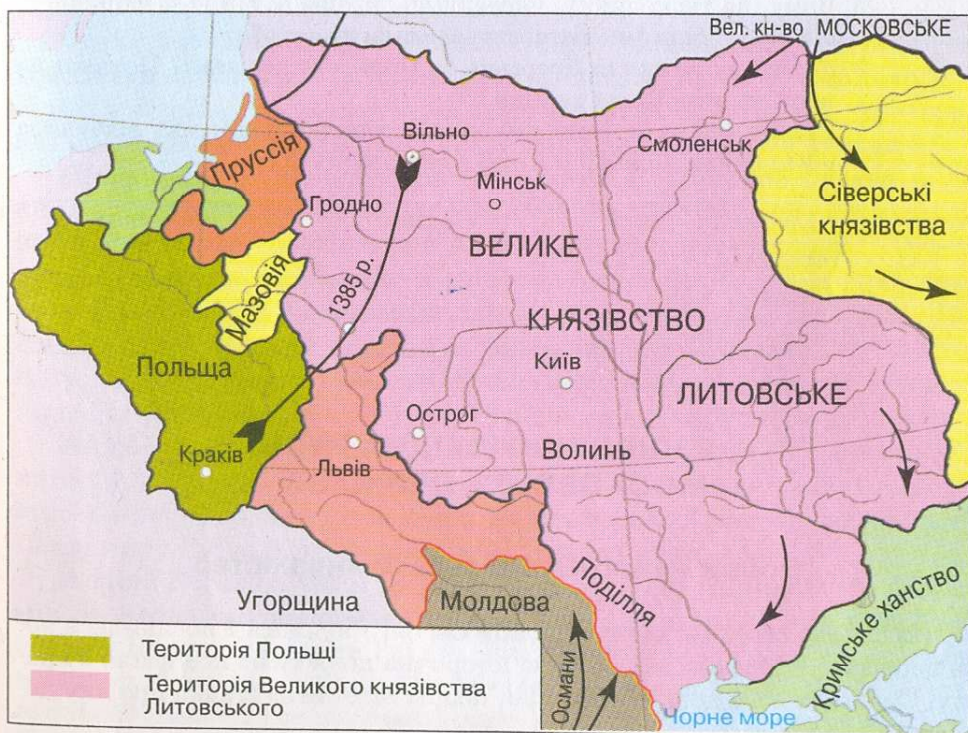 Вел. кн-во МОСКОВСЬКЕ
Вільно
Смоленськ
Пруссія
Мінськ
Сіверські
князівства
Гродно
ВЕЛИКЕ
Мазовія
1385 р.
КНЯЗІВСТВО
Польща
Київ
ЛИТОВСЬКЕ
Острог
Волинь
Краків
Львів
Поділля
Угорщина
Молдова
Кримське ханство
Османи
Чорне море
Територія Польщі
Територія Великого князівства
Литовського